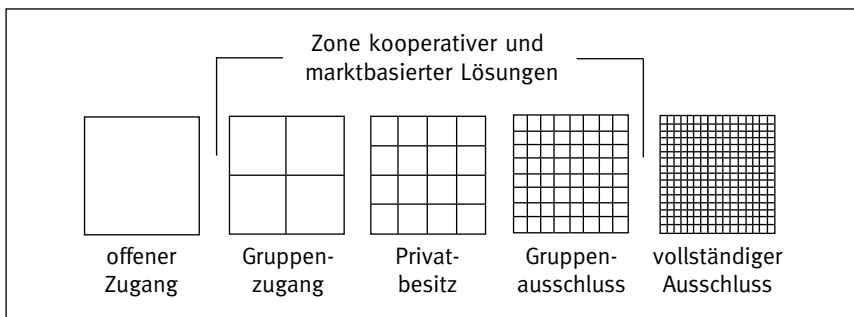 Zone kooperativer und
marktbasierter Lösungen
offener
Zugang
Gruppen-
zugang
Privat-
besitz
Gruppen-
ausschluss
vollständiger
Ausschluss